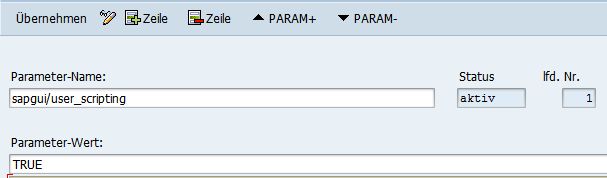 Übernehmen Zeile Zeile PARAM+ PARAM-
Parameter-Name: Status lfd. Nr.
sapgui/user_scripting aktiv 1
Parameter-Wert:
TRUE